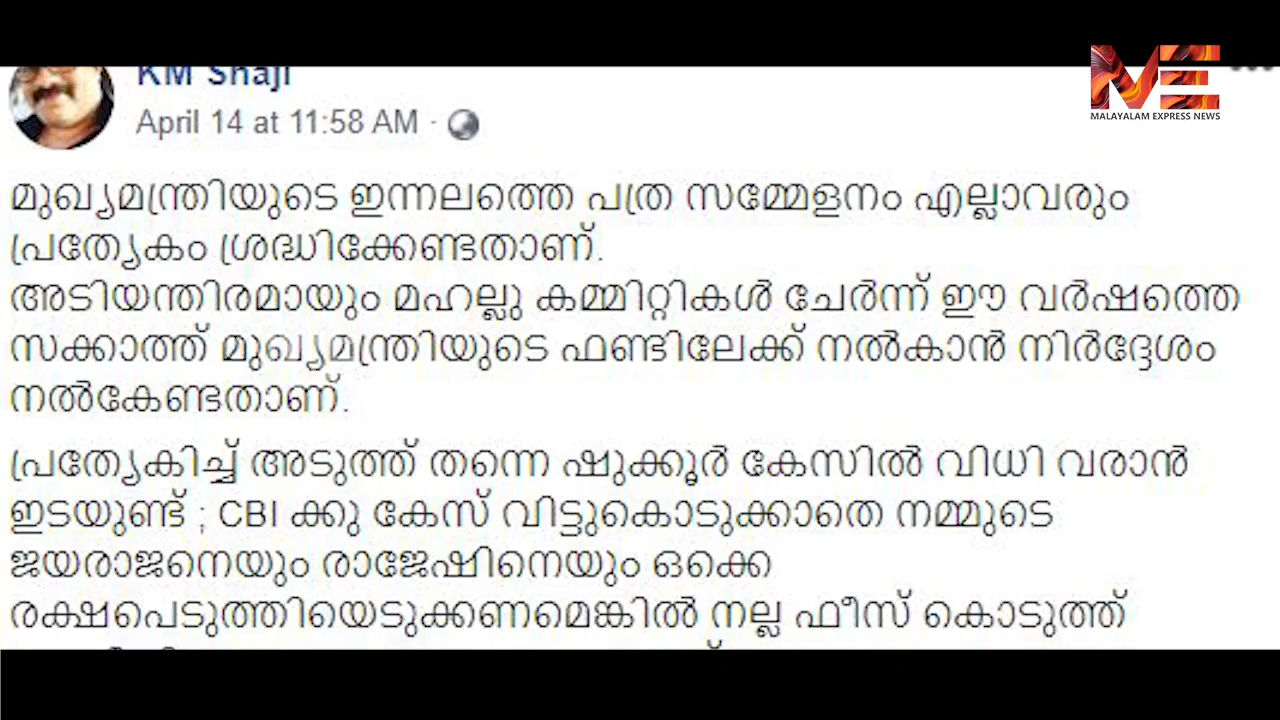 KM Shaji
April 14 at 11:58 AM ·
ME
MALAYALAM EXPRESS NEWS
മുഖ്യമന്ത്രിയുടെ ഇന്നലത്തെ പത്ര സമ്മേളനം എല്ലാവരും
പ്രത്യേകം ശ്രദ്ധിക്കേണ്ടതാണ്.
അടിയന്തിരമായും മഹല്ലു കമ്മിറ്റികൾ ചേർന്ന് ഈ വർഷത്തെ
സക്കാത്ത് മുഖ്യമന്ത്രിയുടെ ഫണ്ടിലേക്ക് നൽകാൻ നിർദ്ദേശം
നൽകേണ്ടതാണ്.
പ്രത്യേകിച്ച് അടുത്ത് തന്നെ ഷുക്കൂർ കേസിൽ വിധി വരാൻ
ഇടയുണ്ട് ; CBI ക്കു കേസ് വിട്ടുകൊടുക്കാതെ നമ്മുടെ
ജയരാജനെയും രാജേഷിനെയും ഒക്കെ
രക്ഷപെടുത്തിയെടുക്കണമെങ്കിൽ നല്ല ഫീസ് കൊടുത്ത്